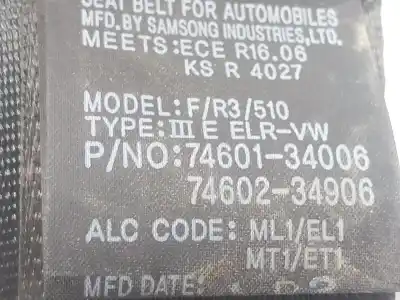 SEAT BELT FOR AUTOMOBILES
MFD.BY SAMSONG INDUSTRIES,LTD.
MEETS:ECE R16.06
KS R 4027
MODEL:F/R3/510
TYPE:III E ELR-VW
P/NO:74601-34006
74602-34906
ALC CODE: ML1/EL1
MT1/ET1
MFD DATE: